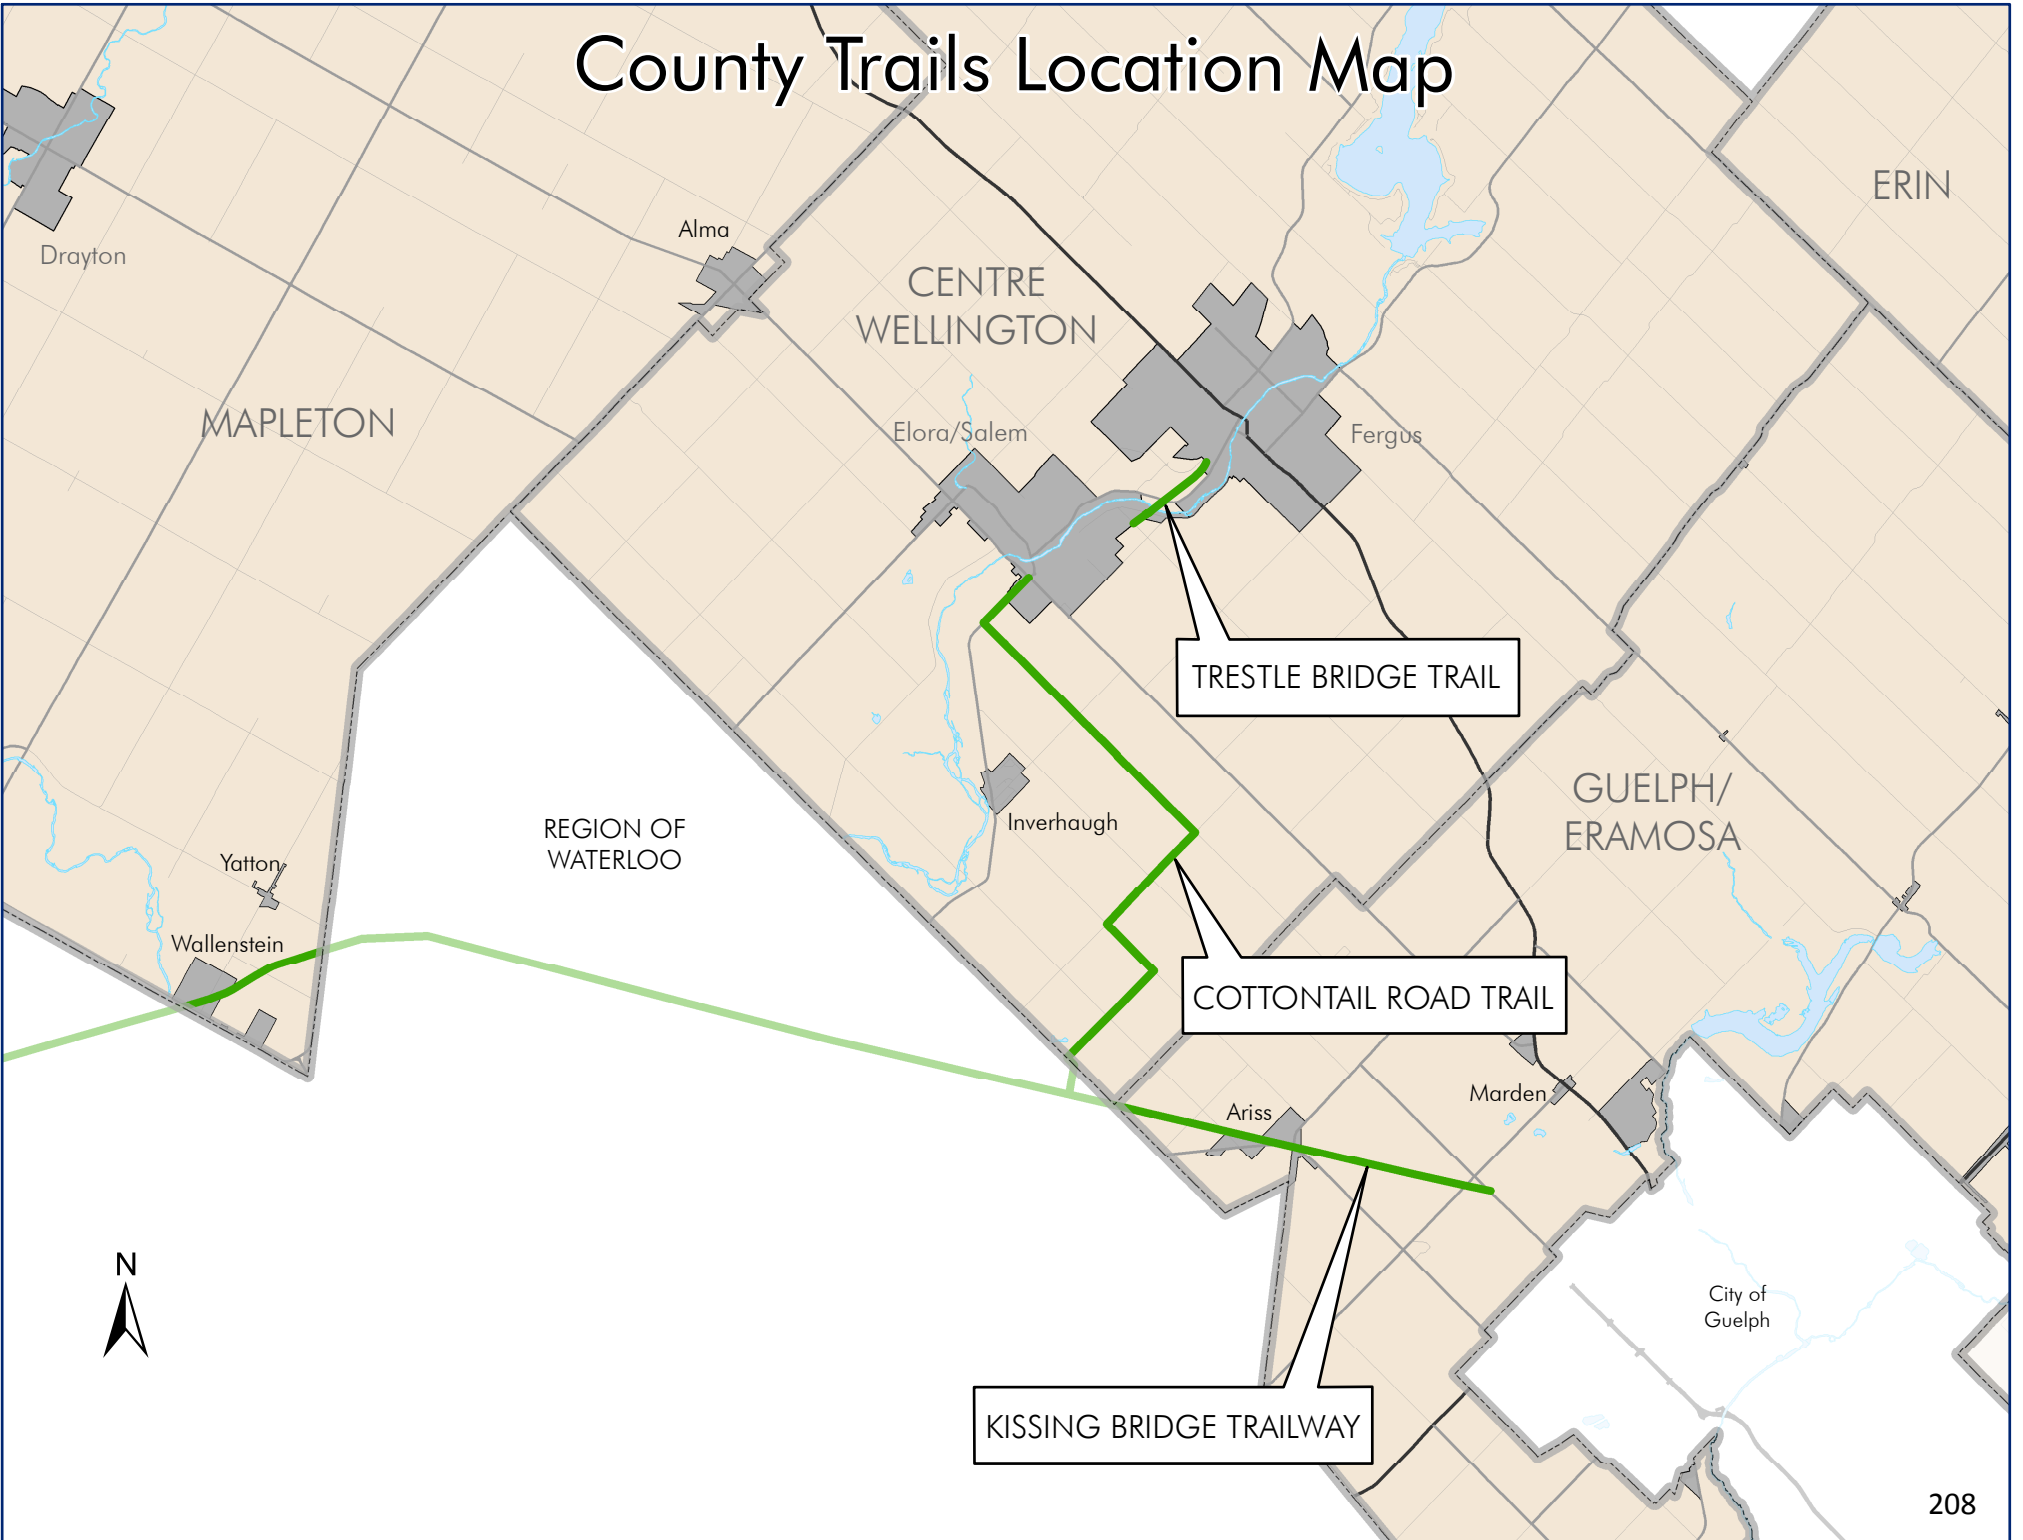 County Trails Location Map
ERIN
Drayton
Alma
CENTRE
WELLINGTON
MAPLETON
Elora/Salem
Fergus
TRESTLE BRIDGE TRAIL
GUELPH/
ERAMOSA
REGION OF
WATERLOO
Inverhaugh
Yatton
Wallenstein
COTTONTAIL ROAD TRAIL
Marden
Ariss
N
City of
Guelph
KISSING BRIDGE TRAILWAY
208